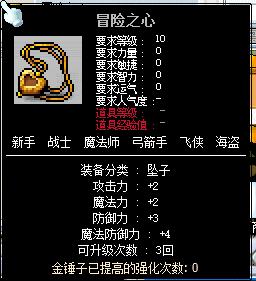 冒险之心
要求等级： 10
要求力量： 0
要求敏捷： 0
要求智力： 0
要求运气： 0
要求人气度： -
道具等级： -
道具经验值： -
新手 战士 魔法师 弓箭手 飞侠 海盗
装备分类 : 坠子
攻击力 : +2
魔法力 : +2
防御力 : +3
魔法防御力 : +4
可升级次数 : 3回
金锤子已提高的强化次数: 0